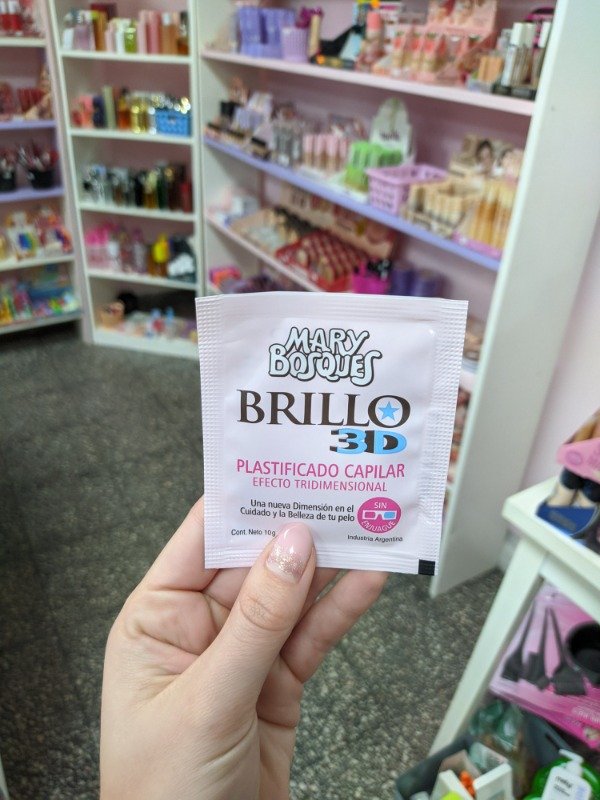 MARY
BOSQUES
BRILLO
3D
PLASTIFICADO CAPILAR
EFECTO TRIDIMENSIONAL
Una nueva Dimensión en el
Cuidado y la Belleza de tu pelo
SIN
ENJUAGUE
Cont. Neto 10g
Industria Argentina